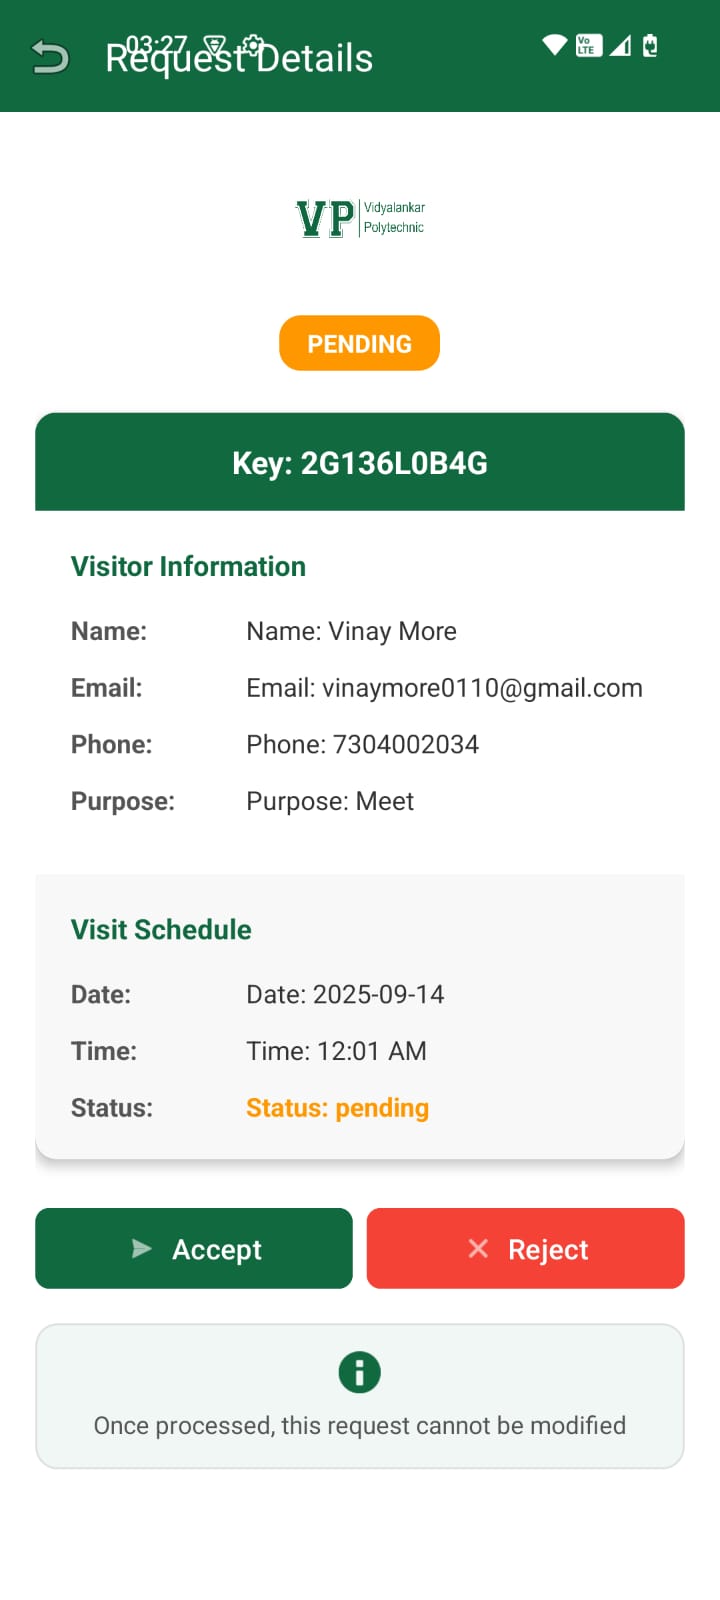 03:27
Vo LTE
Request Details
VP Vidyalankar
Polytechnic
PENDING
Key: 2G136L0B4G
Visitor Information
Name: Name: Vinay More
Email: Email: vinaymore0110@gmail.com
Phone: Phone: 7304002034
Purpose: Purpose: Meet
Visit Schedule
Date: Date: 2025-09-14
Time: Time: 12:01 AM
Status: Status: pending
Accept Reject
Once processed, this request cannot be modified